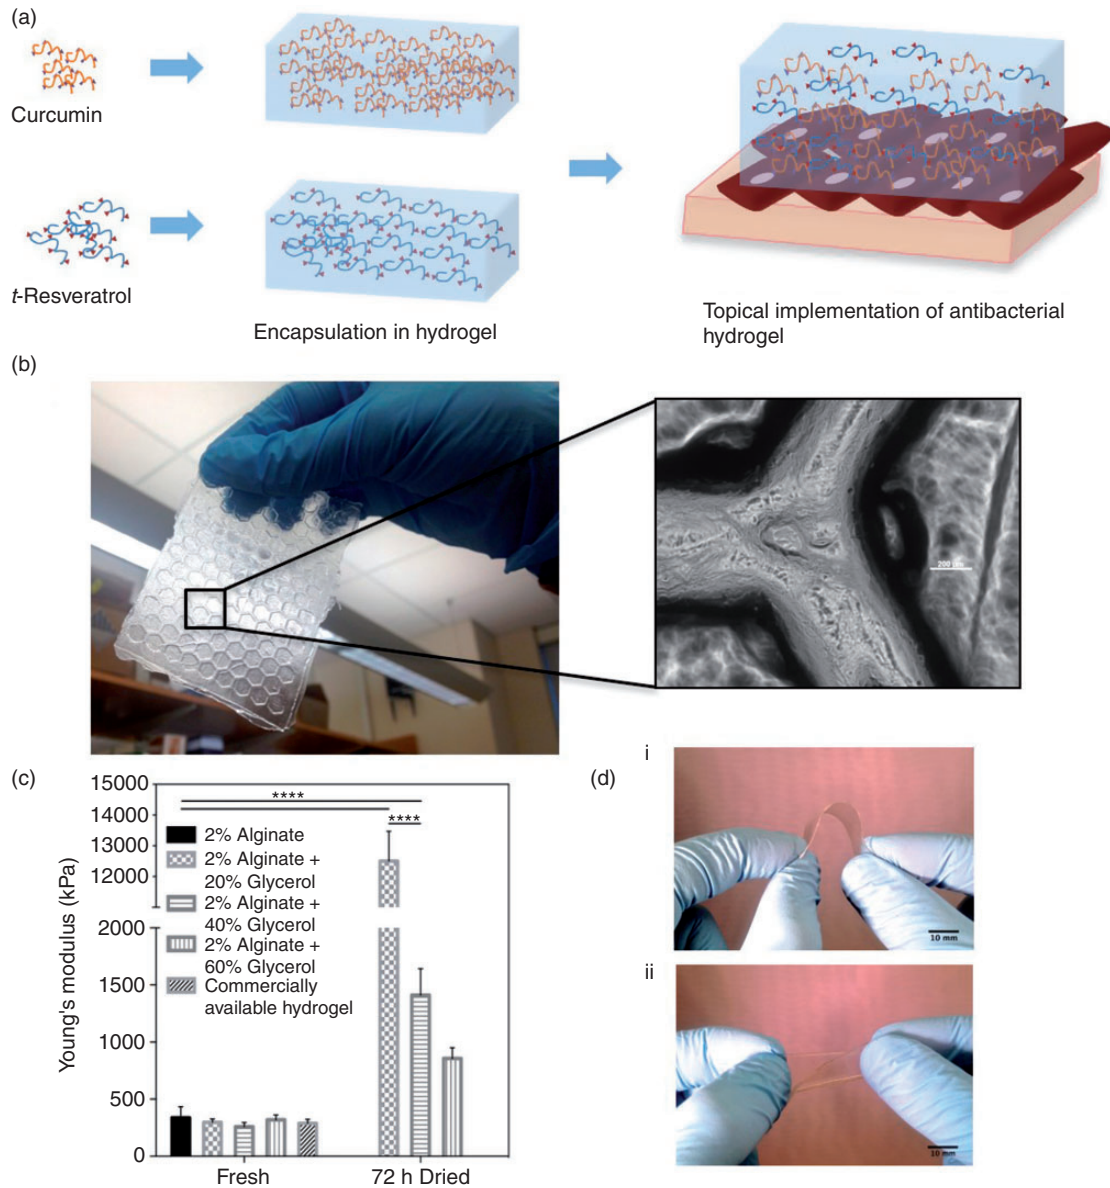 (a)
Curcumin
t-Resveratrol
Encapsulation in hydrogel
Topical implementation of antibacterial
hydrogel
(b)
200 µm
(c)
Young's modulus (kPa)
15000
14000
13000
12000
2000
1500
1000
500
0
****
****
2% Alginate
2% Alginate +
20% Glycerol
2% Alginate +
40% Glycerol
2% Alginate +
60% Glycerol
Commercially
available hydrogel
Fresh
72 h Dried
(d)
i
10 mm
ii
10 mm